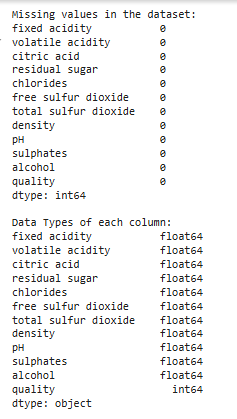 Missing values in the dataset:
fixed acidity 0
volatile acidity 0
citric acid 0
residual sugar 0
chlorides 0
free sulfur dioxide 0
total sulfur dioxide 0
density 0
pH 0
sulphates 0
alcohol 0
quality 0
dtype: int64

Data Types of each column:
fixed acidity float64
volatile acidity float64
citric acid float64
residual sugar float64
chlorides float64
free sulfur dioxide float64
total sulfur dioxide float64
density float64
pH float64
sulphates float64
alcohol float64
quality int64
dtype: object